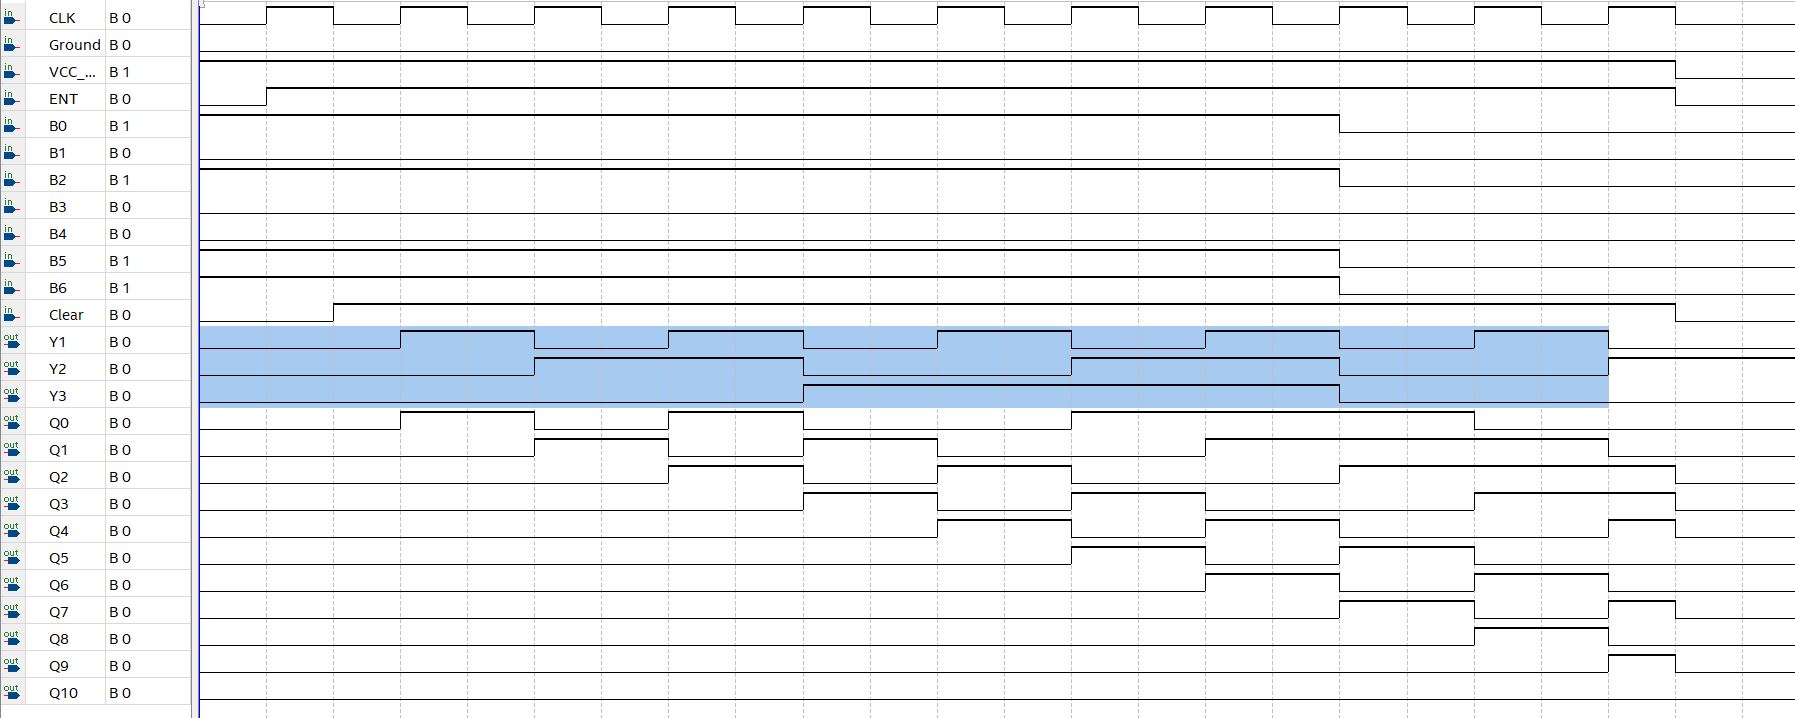 in CLK B 0
in Ground B 0
in VCC_... B 1
in ENT B 0
in B0 B 1
in B1 B 0
in B2 B 1
in B3 B 0
in B4 B 0
in B5 B 1
in B6 B 1
in Clear B 0
out Y1 B 0
out Y2 B 0
out Y3 B 0
out Q0 B 0
out Q1 B 0
out Q2 B 0
out Q3 B 0
out Q4 B 0
out Q5 B 0
out Q6 B 0
out Q7 B 0
out Q8 B 0
out Q9 B 0
out Q10 B 0